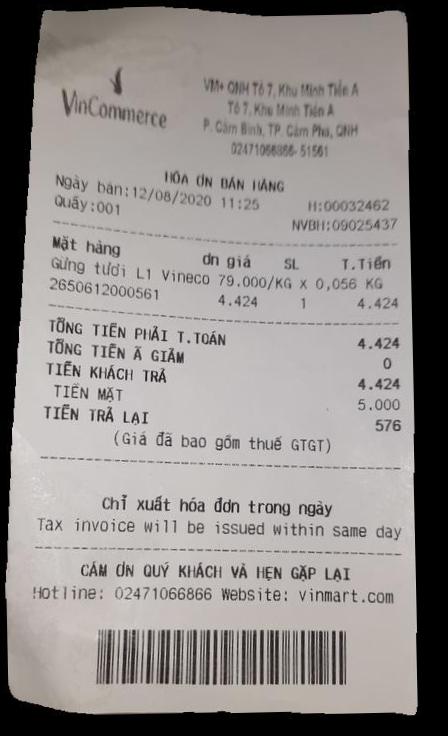 VinCommerce
VM+ QNH Tổ 7, Khu Minh Tiến A
Tổ 7, Khu Minh Tiến A
P. Cẩm Bình, TP. Cẩm Phả, QNH
02471066866- 51561
HÓA ƠN BÁN HÀNG
Ngày bán:12/08/2020 11:25 H:00032462
Quầy:001 NVBH:09025437
Mặt hàng ơn giá SL T.Tiền
Gừng tươi L1 Vineco 79.000/KG X 0,056 KG
2650612000561 4.424 1 4.424
TỔNG TIỀN PHẢI T.TOÁN 4.424
TỔNG TIỀN Ã GIẢM 0
TIỀN KHÁCH TRẢ 4.424
TIỀN MẶT 5.000
TIỀN TRẢ LẠI 576
(Giá đã bao gồm thuế GTGT)
Chỉ xuất hóa đơn trong ngày
Tax invoice will be issued within same day
CẢM ƠN QUÝ KHÁCH VÀ HẸN GẶP LẠI
Hotline: 02471066866 Website: vinmart.com